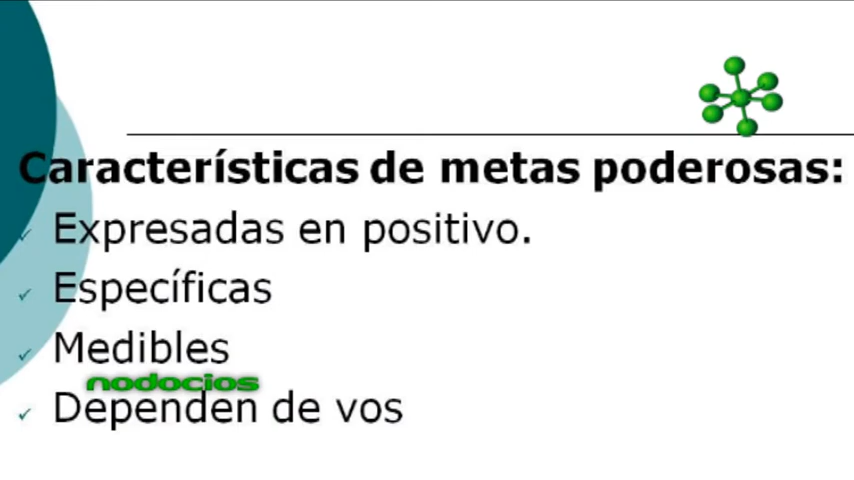 Características de metas poderosas:
Expresadas en positivo.
Específicas
Medibles
nodocios
Dependen de vos